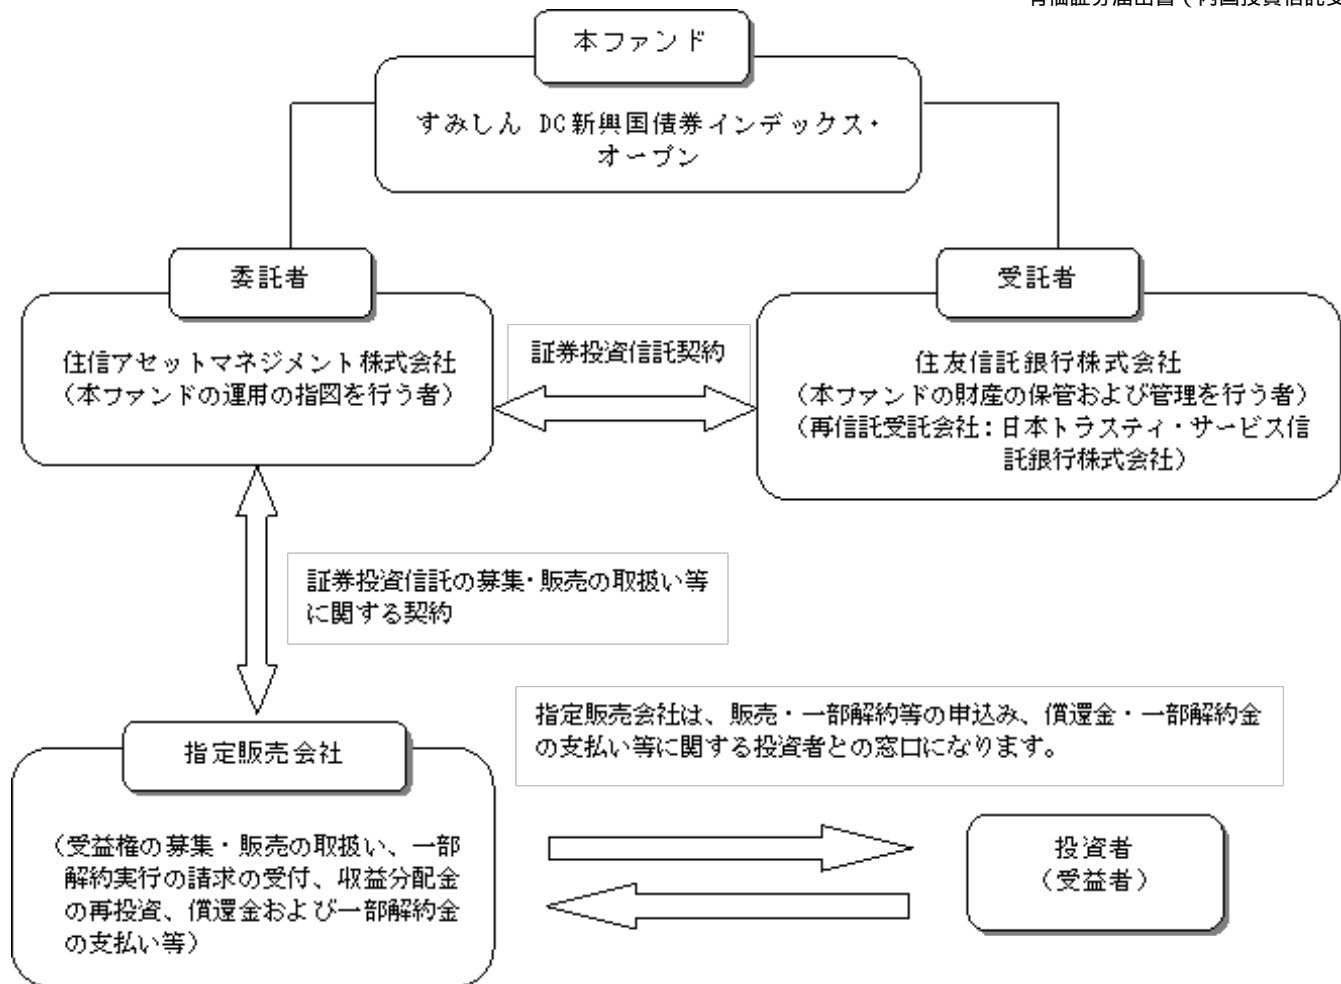 本ファンド
すみしん DC新興国債券インデックス・
オープン
委託者
住信アセットマネジメント株式会社
（本ファンドの運用の指図を行う者）
証券投資信託契約
受託者
住友信託銀行株式会社
（本ファンドの財産の保管および管理を行う者）
（再信託受託会社：日本トラスティ・サービス信
託銀行株式会社）
証券投資信託の募集・販売の取扱い等
に関する契約
指定販売会社は、販売・一部解約等の申込み、償還金・一部解約金
の支払い等に関する投資者との窓口になります。
指定販売会社
（受益権の募集・販売の取扱い、一部
解約実行の請求の受付、収益分配金
の再投資、償還金および一部解約金
の支払い等）
投資者
（受益者）